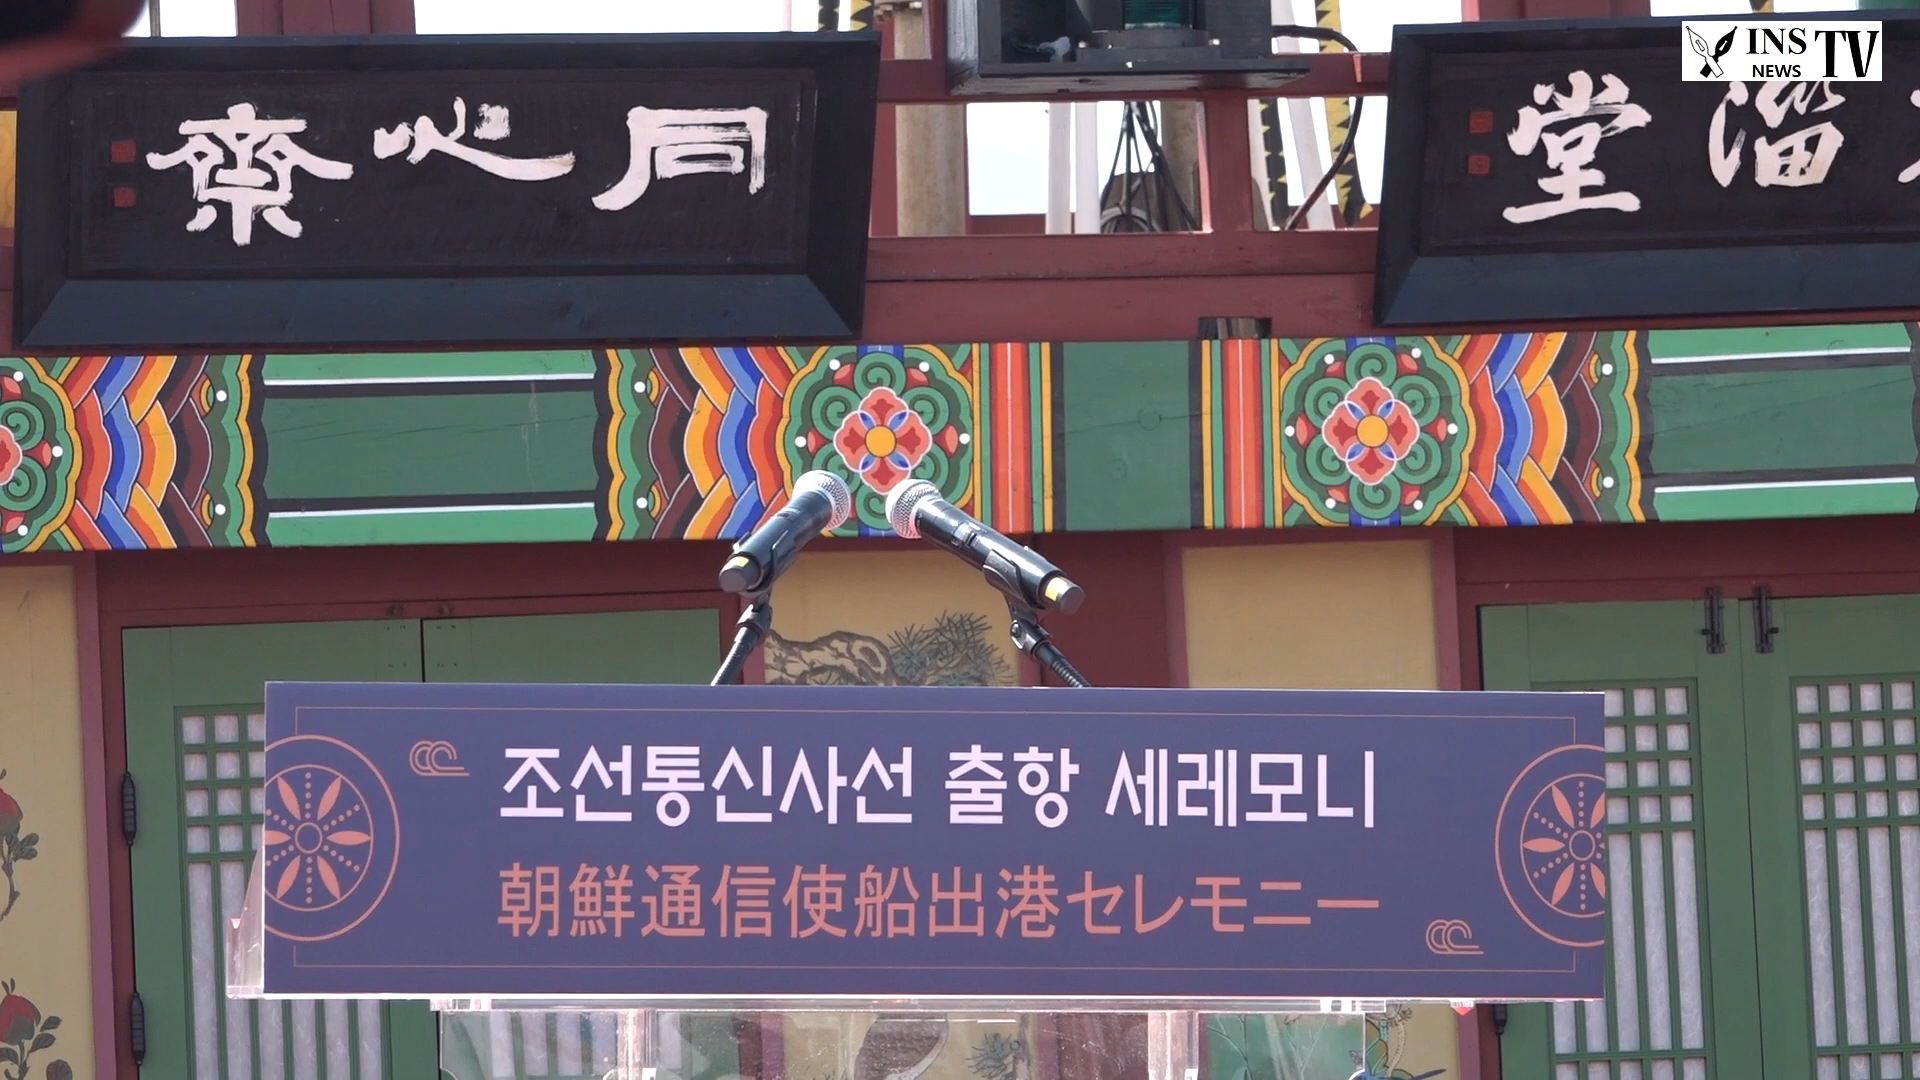 INS
NEWS TV
齋心同
堂淄
조선통신사선 출항 세레모니
朝鮮通信使船出港セレモニー